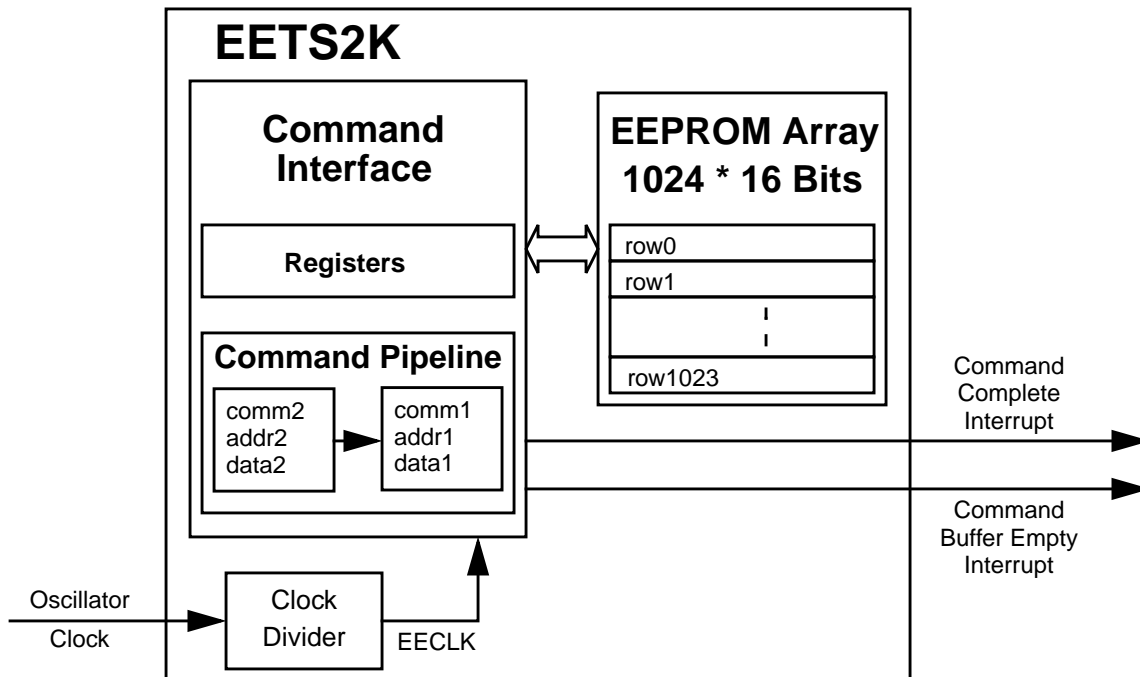 EETS2K
Command
Interface
Registers
Command Pipeline
comm2
addr2
data2
comm1
addr1
data1
EEPROM Array
1024 * 16 Bits
row0
row1
row1023
Command
Complete
Interrupt
Command
Buffer Empty
Interrupt
Oscillator
Clock
Clock
Divider
EECLK